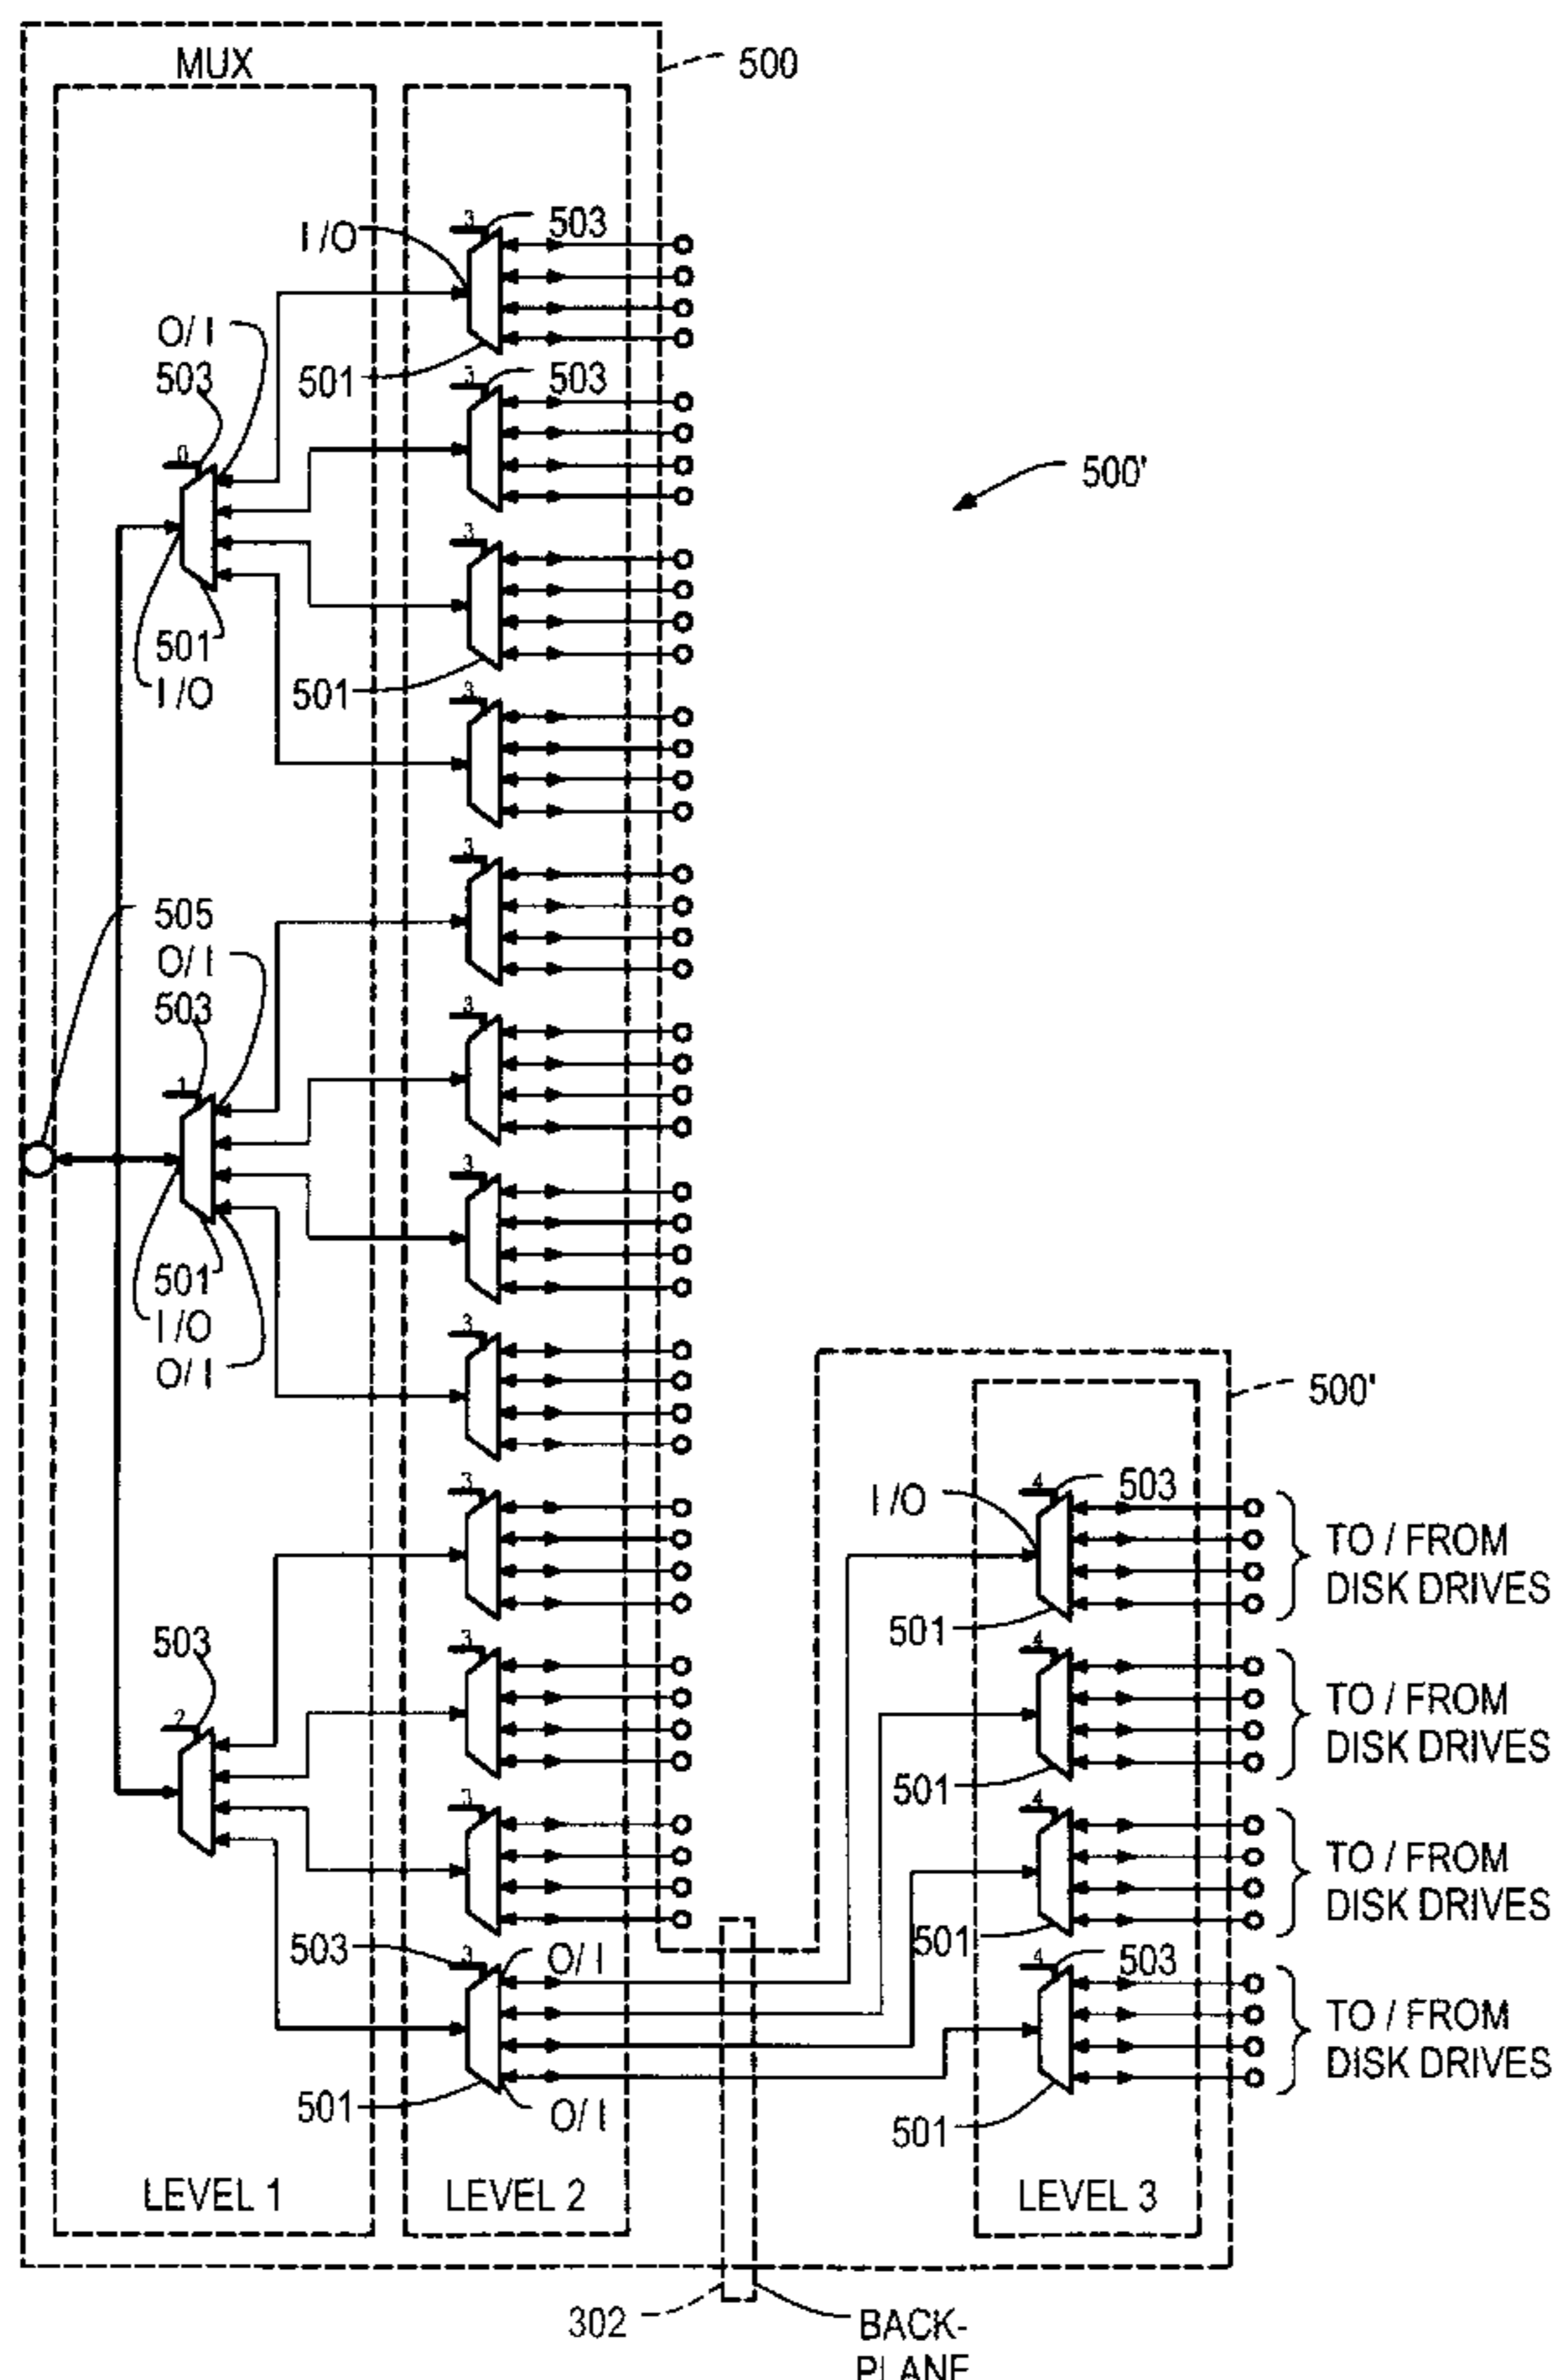 MUX
500
503
I/O
O/I
503
501
503
500'
501
I/O
501
505
O/I
503
501
I/O
O/I
500'
503
I/O
TO / FROM
DISK DRIVES
501
503
TO / FROM
DISK DRIVES
501
TO / FROM
DISK DRIVES
501
503
O/I
503
TO / FROM
DISK DRIVES
501
O/I
501
LEVEL 1
LEVEL 2
LEVEL 3
302
BACK-
PLANE
3
3
0
3
3
3
3
1
3
3
3
4
3
4
2
3
4
3
4